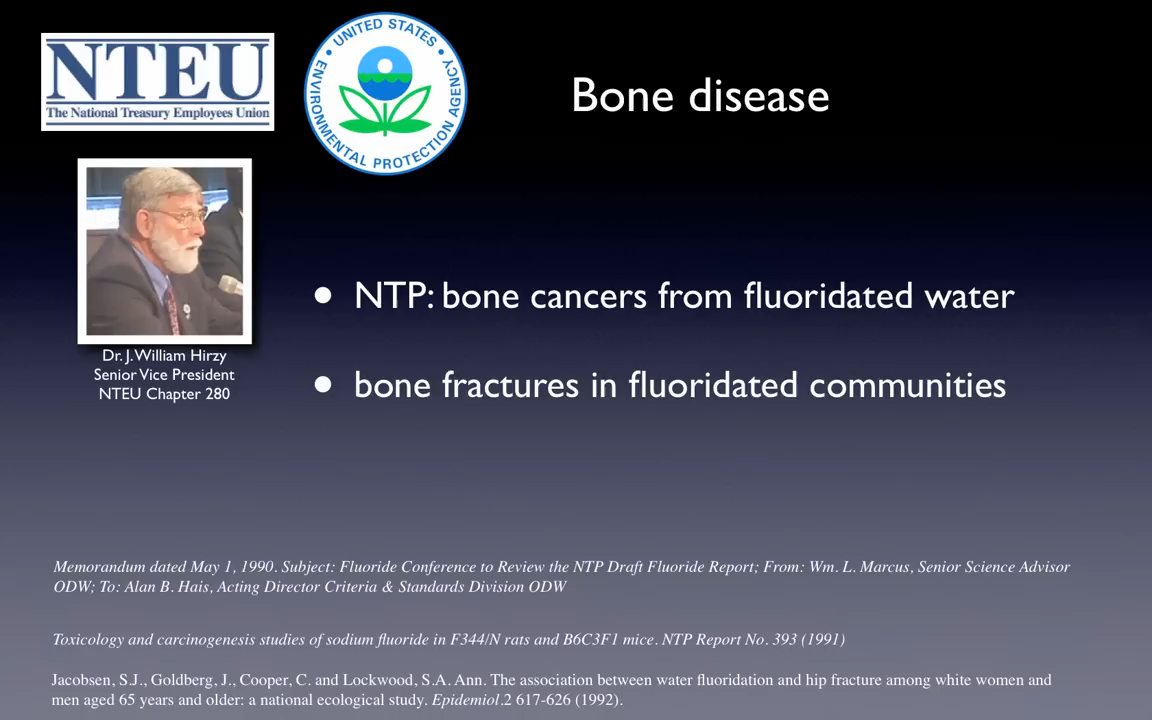 NTEU
The National Treasury Employees Union
UNITED STATES
ENVIRONMENTAL PROTECTION AGENCY
Bone disease
Dr. J. William Hirzy
Senior Vice President
NTEU Chapter 280
• NTP: bone cancers from fluoridated water
• bone fractures in fluoridated communities
Memorandum dated May 1, 1990. Subject: Fluoride Conference to Review the NTP Draft Fluoride Report; From: Wm. L. Marcus, Senior Science Advisor
ODW; To: Alan B. Hais, Acting Director Criteria & Standards Division ODW
Toxicology and carcinogenesis studies of sodium fluoride in F344/N rats and B6C3F1 mice. NTP Report No. 393 (1991)
Jacobsen, S.J., Goldberg, J., Cooper, C. and Lockwood, S.A. Ann. The association between water fluoridation and hip fracture among white women and
men aged 65 years and older: a national ecological study. Epidemiol.2 617-626 (1992).